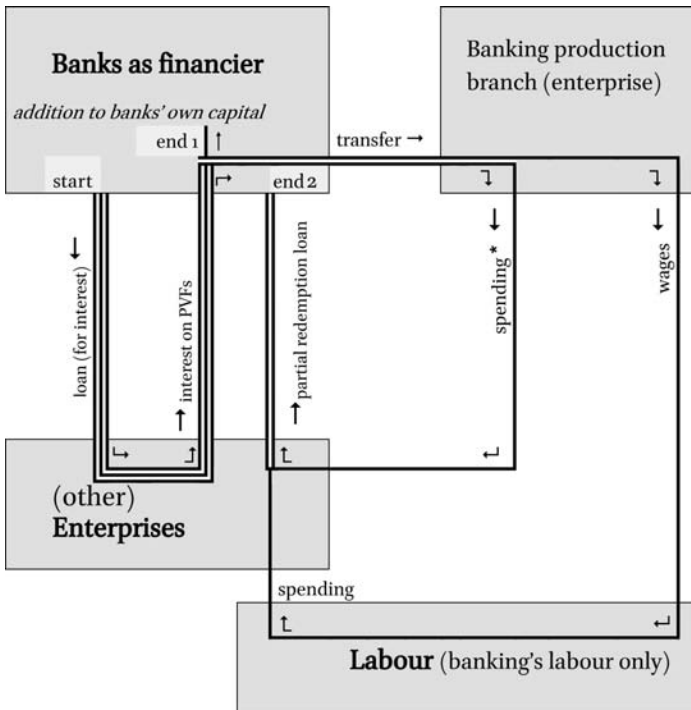 Banks as financier
addition to banks' own capital
end 1 ↑
start
end 2
transfer →
Banking production
branch (enterprise)
← loan (for interest)
→ interest on PVFs
→ partial redemption loan
← spending *
← wages
(other)
Enterprises
spending
Labour (banking's labour only)